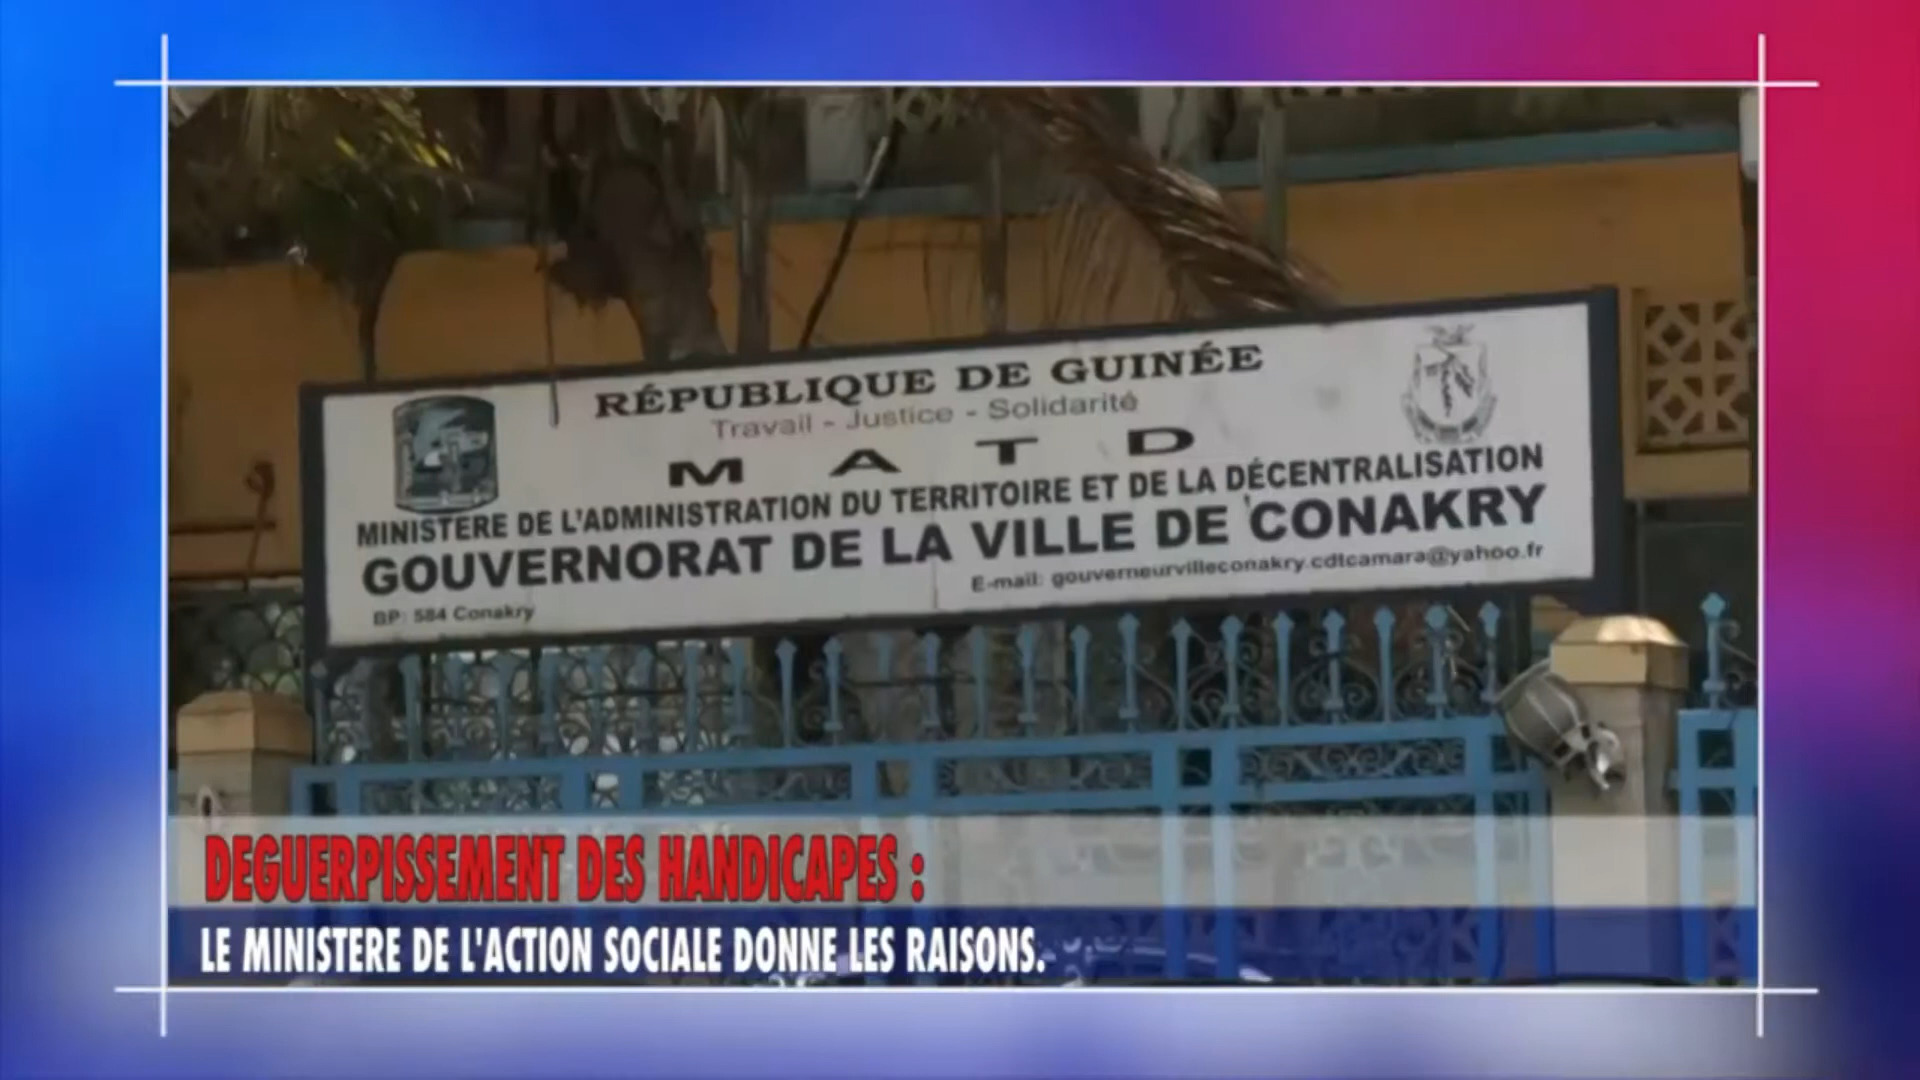 RÉPUBLIQUE DE GUINÉE
Travail - Justice - Solidarité
M A T D
MINISTERE DE L'ADMINISTRATION DU TERRITOIRE ET DE LA DÉCENTRALISATION
GOUVERNORAT DE LA VILLE DE CONAKRY
E-mail: gouverneurvilleconakry.cdtcamara@yahoo.fr
BP: 584 Conakry
DEGUERPISSEMENT DES HANDICAPES :
LE MINISTERE DE L'ACTION SOCIALE DONNE LES RAISONS.